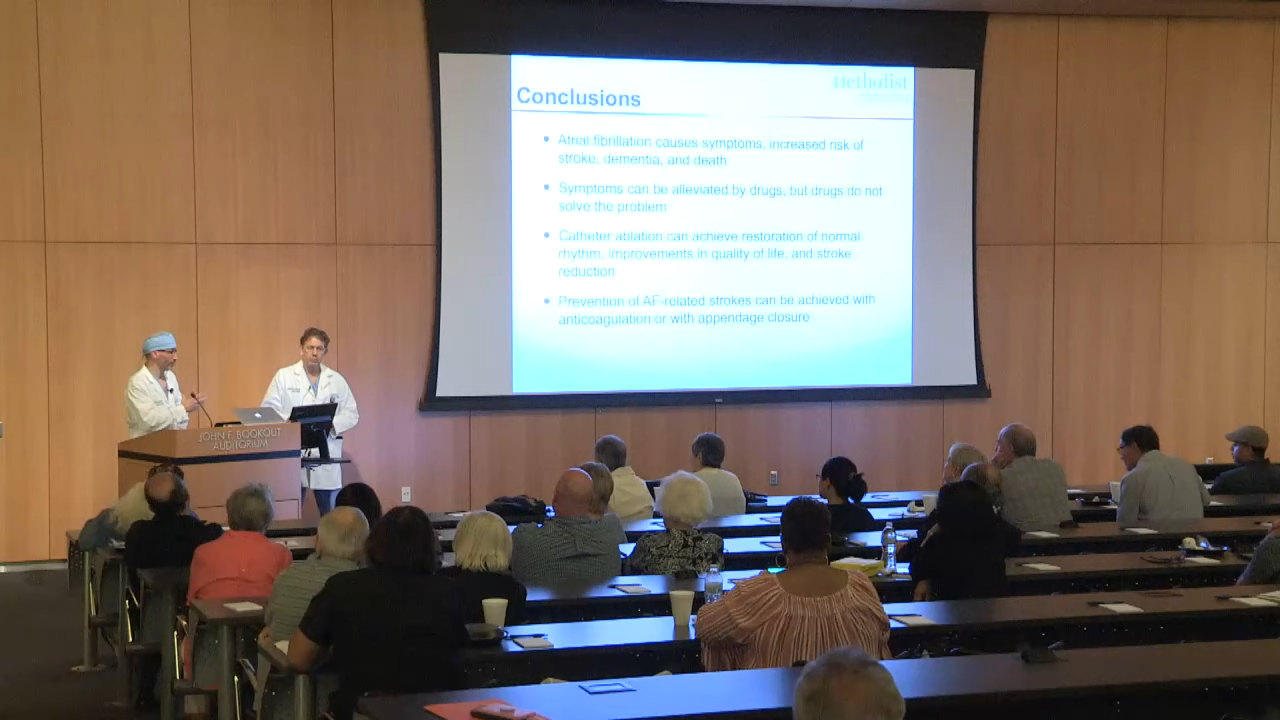 Methodist
Conclusions
• Atrial fibrillation causes symptoms, increased risk of
stroke, dementia, and death
• Symptoms can be alleviated by drugs, but drugs do not
solve the problem
• Catheter ablation can achieve restoration of normal
rhythm, improvements in quality of life, and stroke
reduction
• Prevention of AF-related strokes can be achieved with
anticoagulation or with appendage closure
JOHN F. BOOKOUT
AUDITORIUM